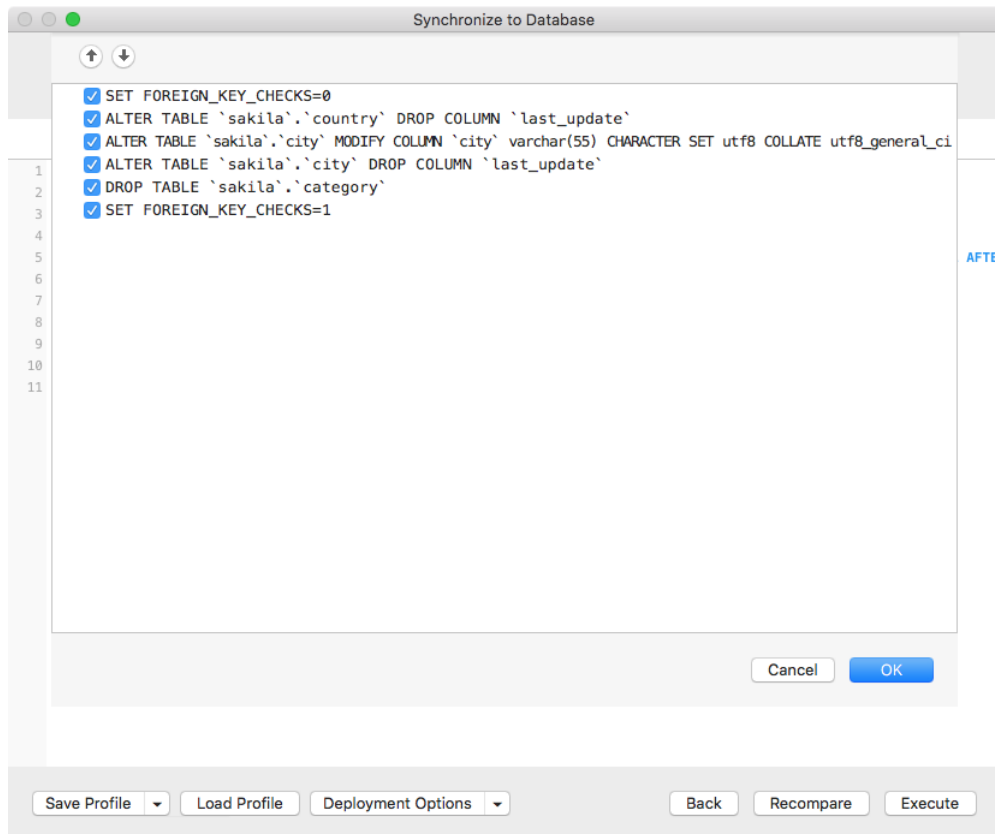 Synchronize to Database
SET FOREIGN_KEY_CHECKS=0
ALTER TABLE `sakila`.`country` DROP COLUMN `last_update`
ALTER TABLE `sakila`.`city` MODIFY COLUMN `city` varchar(55) CHARACTER SET utf8 COLLATE utf8_general_ci
ALTER TABLE `sakila`.`city` DROP COLUMN `last_update`
DROP TABLE `sakila`.`category`
SET FOREIGN_KEY_CHECKS=1
1
2
3
4
5 AFTE
6
7
8
9
10
11
Cancel OK
Save Profile Load Profile Deployment Options Back Recompare Execute